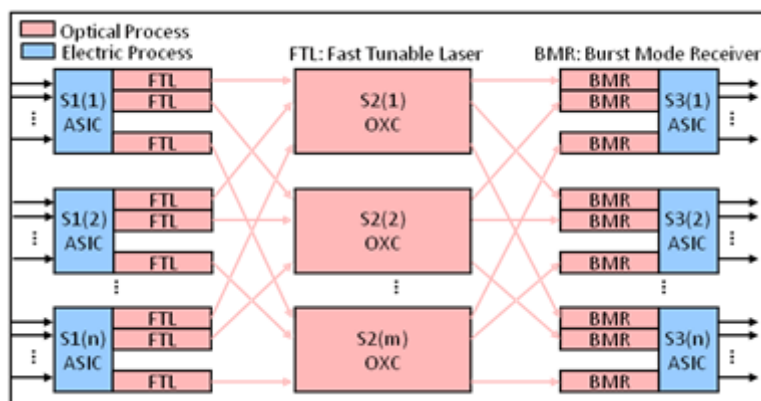 Optical Process
Electric Process
FTL: Fast Tunable Laser
BMR: Burst Mode Receiver
S1(1)
ASIC
FTL
FTL
FTL
S2(1)
OXC
BMR
BMR
BMR
S3(1)
ASIC
S1(2)
ASIC
FTL
FTL
FTL
S2(2)
OXC
BMR
BMR
BMR
S3(2)
ASIC
S1(n)
ASIC
FTL
FTL
FTL
S2(m)
OXC
BMR
BMR
BMR
S3(n)
ASIC